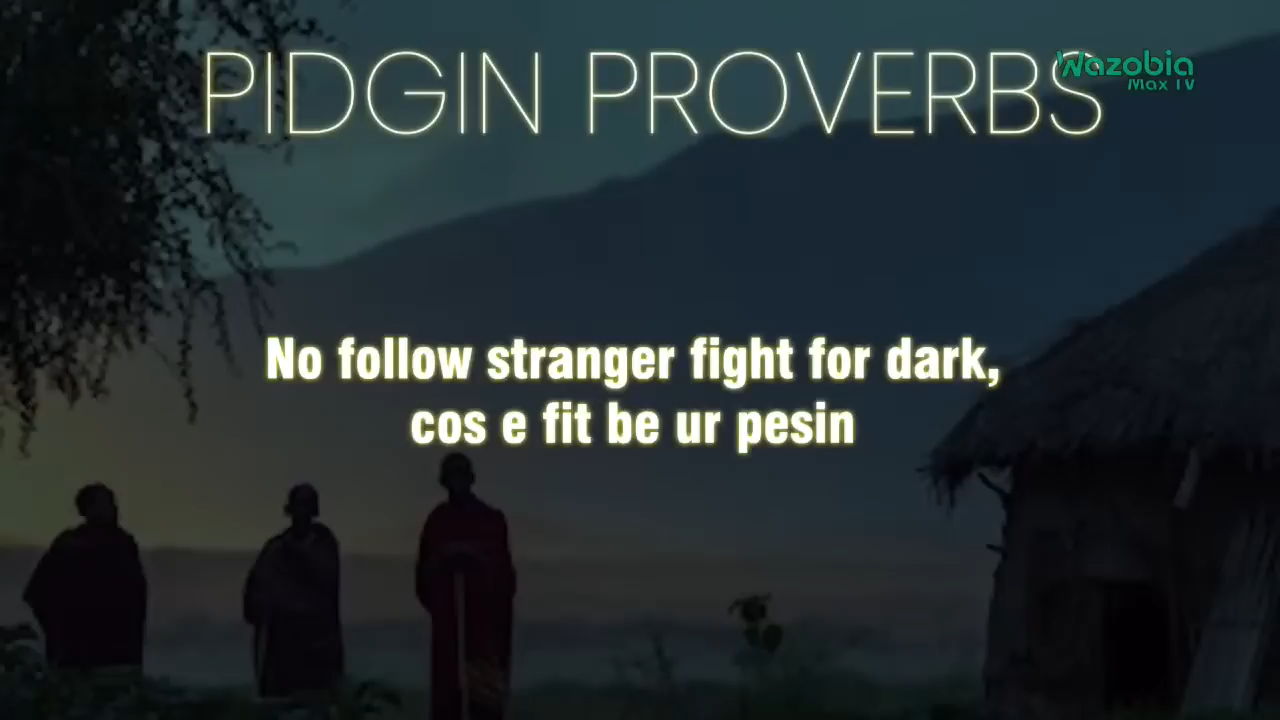 PIDGIN PROVERBS
Wazobia
Max TV
No follow stranger fight for dark,
cos e fit be ur pesin